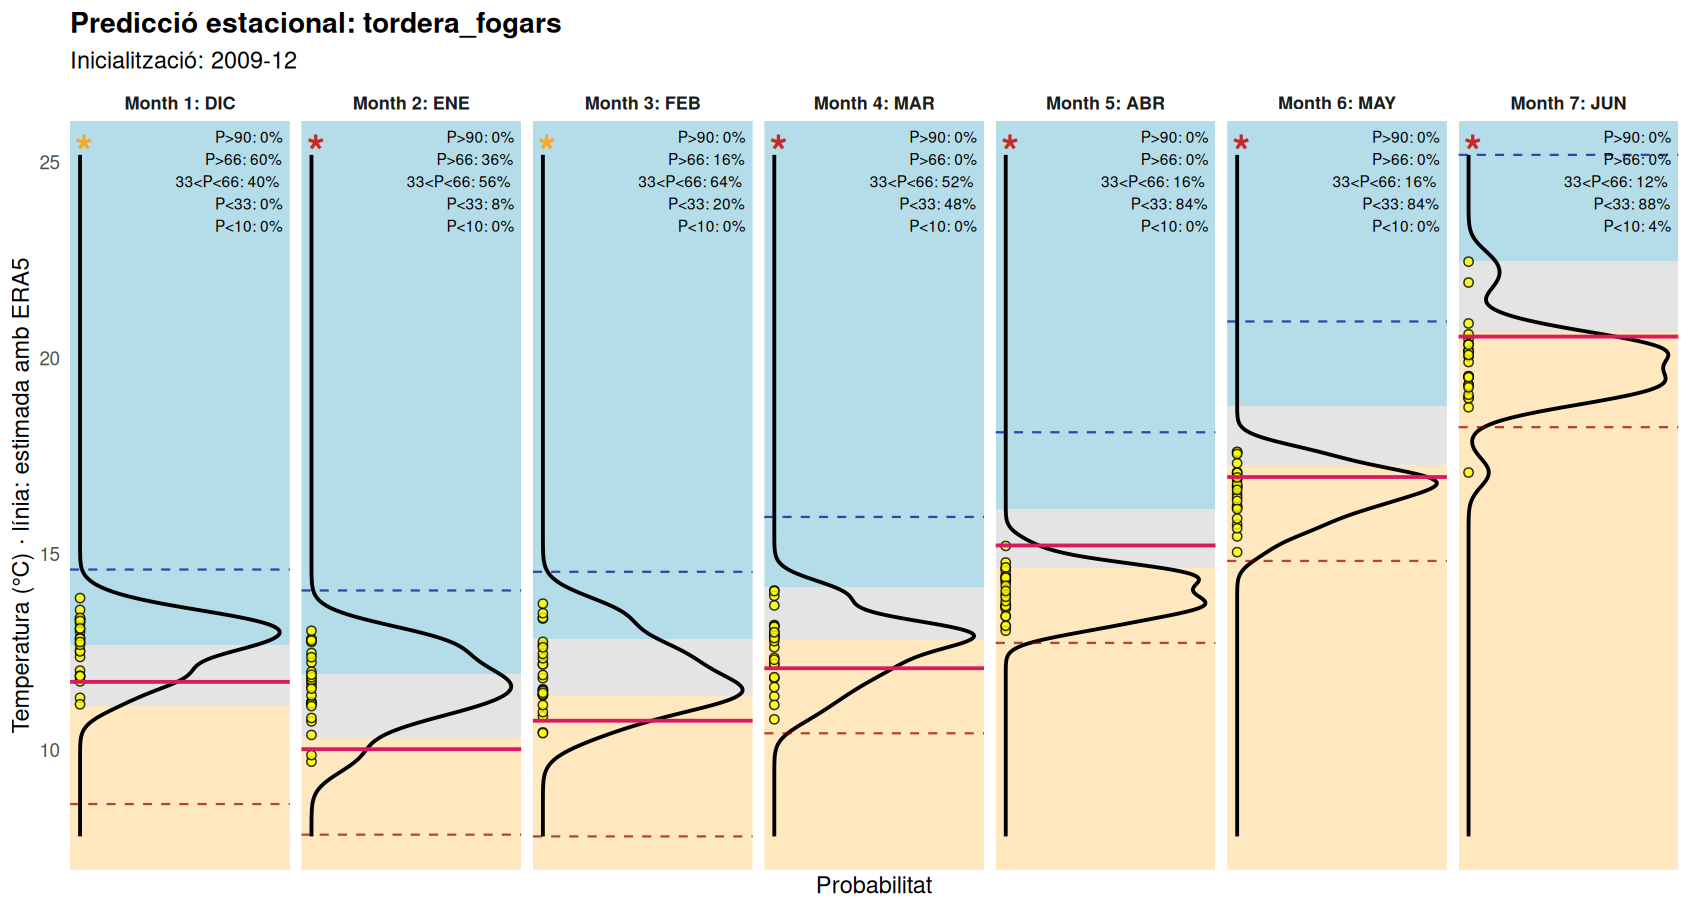 Predicció estacional: tordera_fogars
Inicialització: 2009-12
Month 1: DIC
Month 2: ENE
Month 3: FEB
Month 4: MAR
Month 5: ABR
Month 6: MAY
Month 7: JUN
*
P>90: 0%
P>66: 60%
33<P<66: 40%
P<33: 0%
P<10: 0%
*
P>90: 0%
P>66: 36%
33<P<66: 56%
P<33: 8%
P<10: 0%
*
P>90: 0%
P>66: 16%
33<P<66: 64%
P<33: 20%
P<10: 0%
*
P>90: 0%
P>66: 0%
33<P<66: 52%
P<33: 48%
P<10: 0%
*
P>90: 0%
P>66: 0%
33<P<66: 16%
P<33: 84%
P<10: 0%
*
P>90: 0%
P>66: 0%
33<P<66: 16%
P<33: 84%
P<10: 0%
*
P>90: 0%
P>66: 0%
33<P<66: 12%
P<33: 88%
P<10: 4%
25
20
15
10
Temperatura (°C) · línia: estimada amb ERA5
Probabilitat